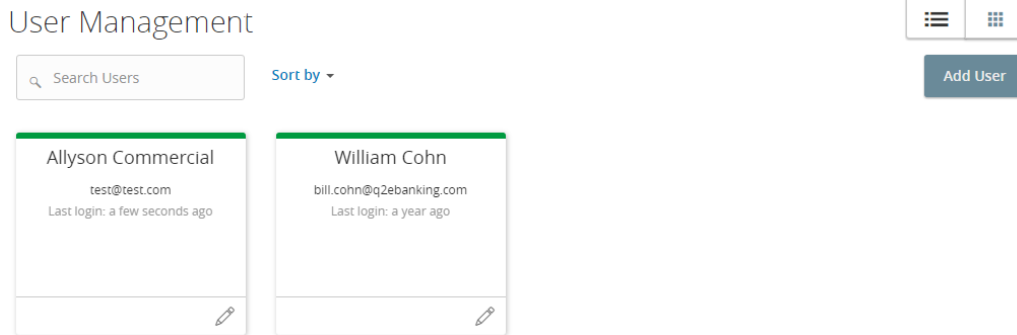 User Management
Search Users
Sort by
Add User
Allyson Commercial
test@test.com
Last login: a few seconds ago
William Cohn
bill.cohn@q2ebanking.com
Last login: a year ago